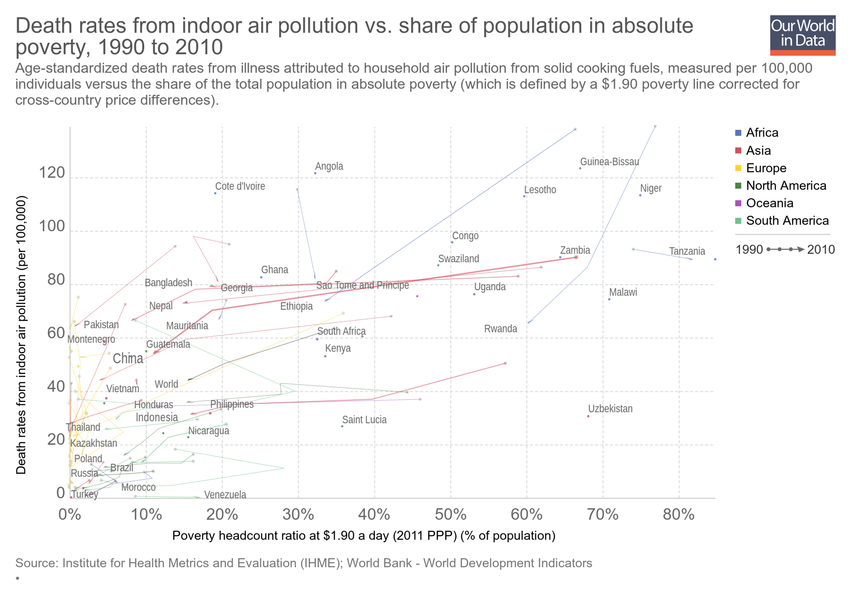 Death rates from indoor air pollution vs. share of population in absolute
poverty, 1990 to 2010
Our World
in Data
Age-standardized death rates from illness attributed to household air pollution from solid cooking fuels, measured per 100,000
individuals versus the share of the total population in absolute poverty (which is defined by a $1.90 poverty line corrected for
cross-country price differences).
Africa
Asia
Europe
North America
Oceania
South America
1990
2010
Death rates from indoor air pollution (per 100,000)
120
100
80
60
40
20
0
Angola
Guinea-Bissau
Cote d'Ivoire
Lesotho
Niger
Congo
Zambia
Tanzania
Swaziland
Ghana
Bangladesh
Georgia
Sao Tome and Principe
Uganda
Malawi
Nepal
Ethiopia
Pakistan
Mauritania
South Africa
Rwanda
Montenegro
Guatemala
Kenya
China
World
Vietnam
Honduras
Philippines
Uzbekistan
Indonesia
Saint Lucia
Thailand
Nicaragua
Kazakhstan
Poland
Brazil
Russia
Morocco
Turkey
Venezuela
0%
10%
20%
30%
40%
50%
60%
70%
80%
Poverty headcount ratio at $1.90 a day (2011 PPP) (% of population)
Source: Institute for Health Metrics and Evaluation (IHME); World Bank - World Development Indicators
•